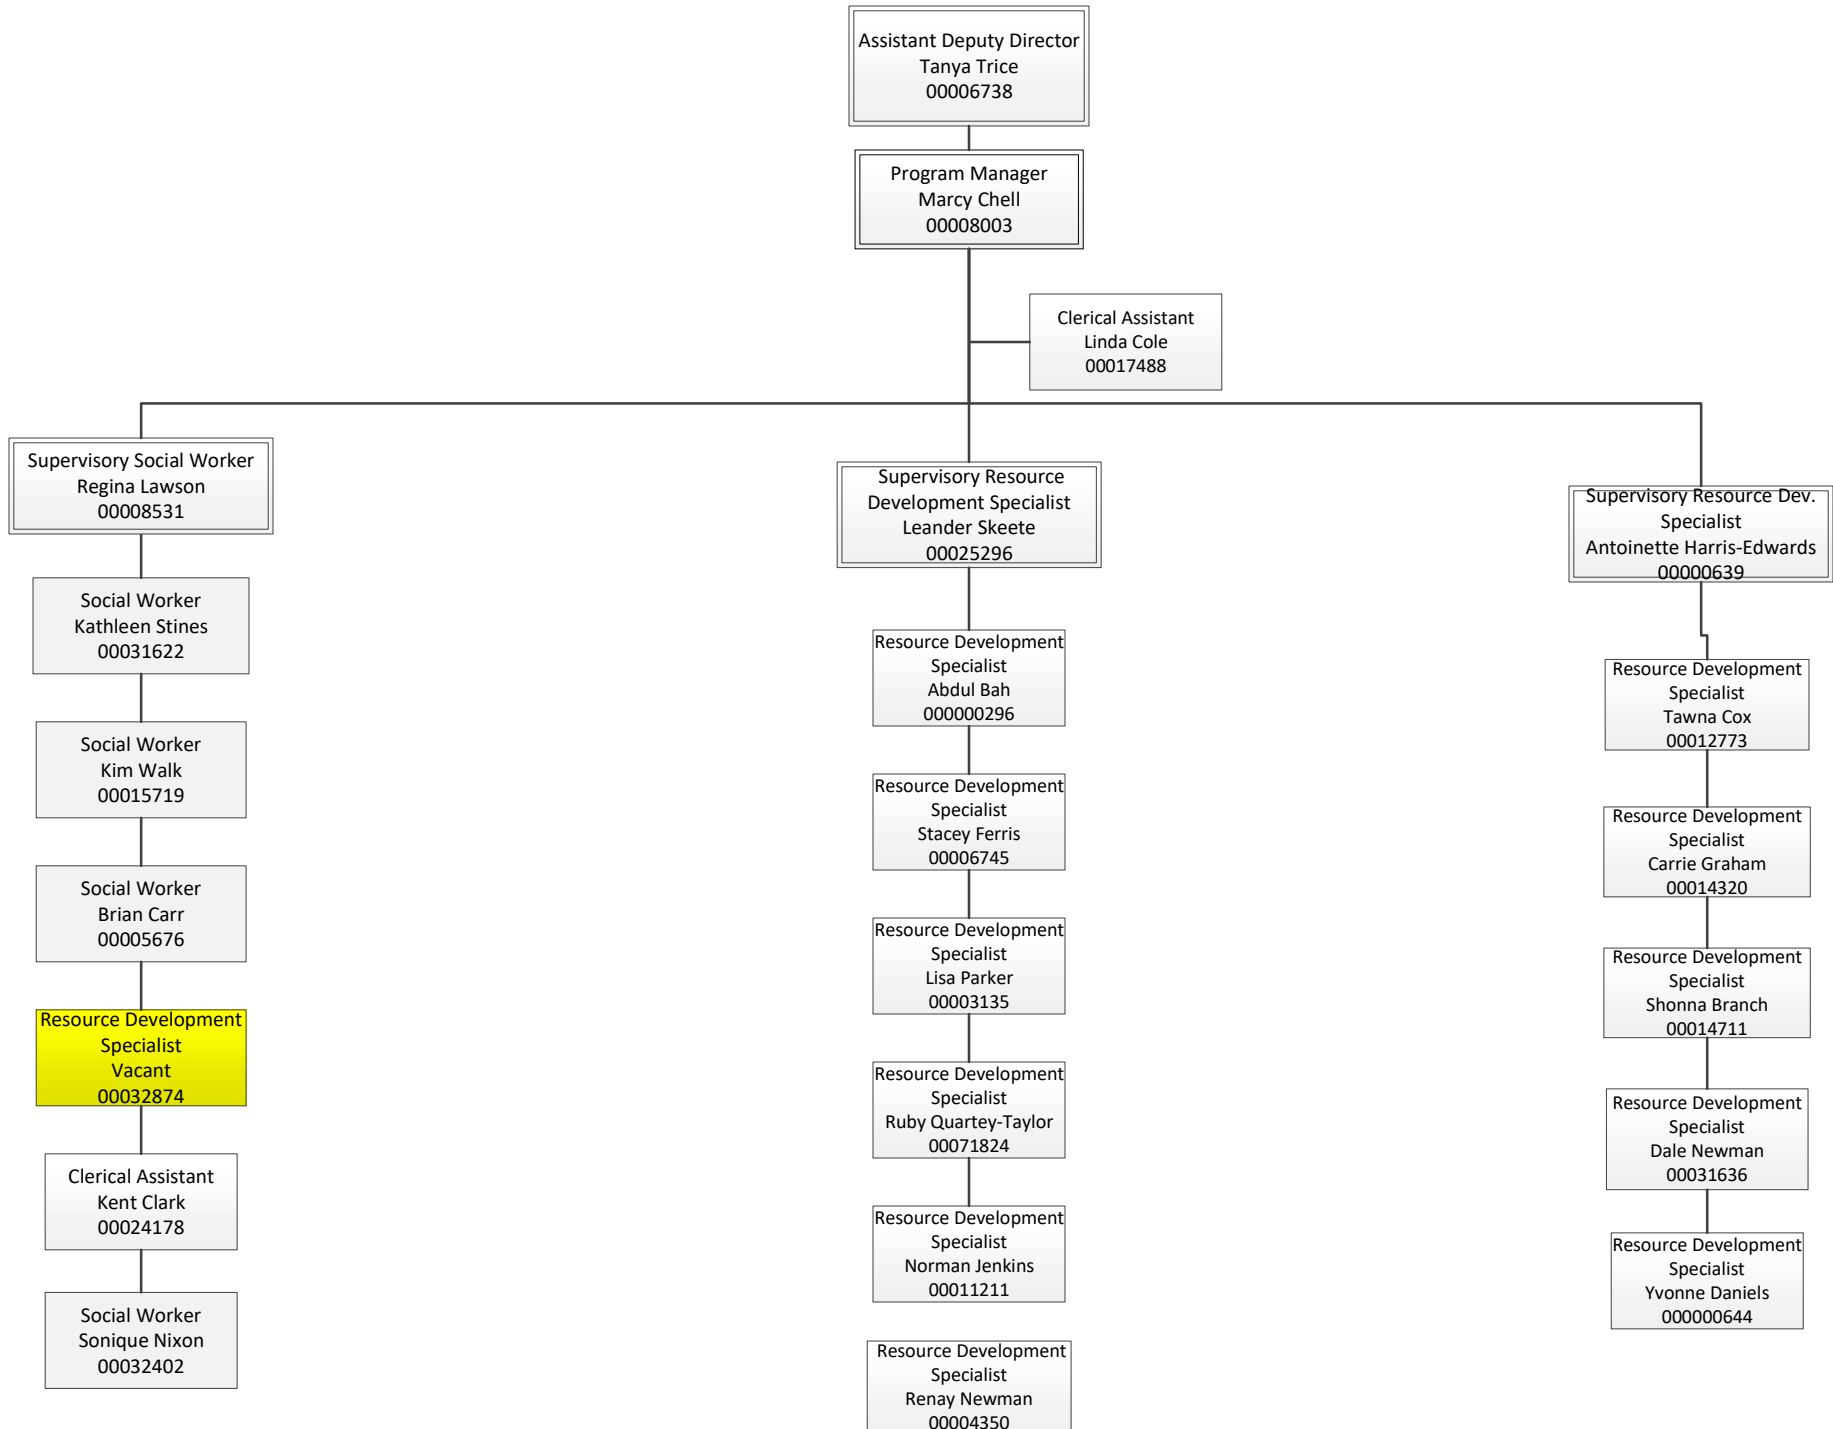 Assistant Deputy Director
Tanya Trice
00006738
Program Manager
Marcy Chell
00008003
Clerical Assistant
Linda Cole
00017488
Supervisory Social Worker
Regina Lawson
00008531
Social Worker
Kathleen Stines
00031622
Social Worker
Kim Walk
00015719
Social Worker
Brian Carr
00005676
Resource Development
Specialist
Vacant
00032874
Clerical Assistant
Kent Clark
00024178
Social Worker
Sonique Nixon
00032402
Supervisory Resource
Development Specialist
Leander Skeete
00025296
Resource Development
Specialist
Abdul Bah
000000296
Resource Development
Specialist
Stacey Ferris
00006745
Resource Development
Specialist
Lisa Parker
00003135
Resource Development
Specialist
Ruby Quartey-Taylor
00071824
Resource Development
Specialist
Norman Jenkins
00011211
Resource Development
Specialist
Renay Newman
00004350
Supervisory Resource Dev.
Specialist
Antoinette Harris-Edwards
00000639
Resource Development
Specialist
Tawna Cox
00012773
Resource Development
Specialist
Carrie Graham
00014320
Resource Development
Specialist
Shonna Branch
00014711
Resource Development
Specialist
Dale Newman
00031636
Resource Development
Specialist
Yvonne Daniels
000000644